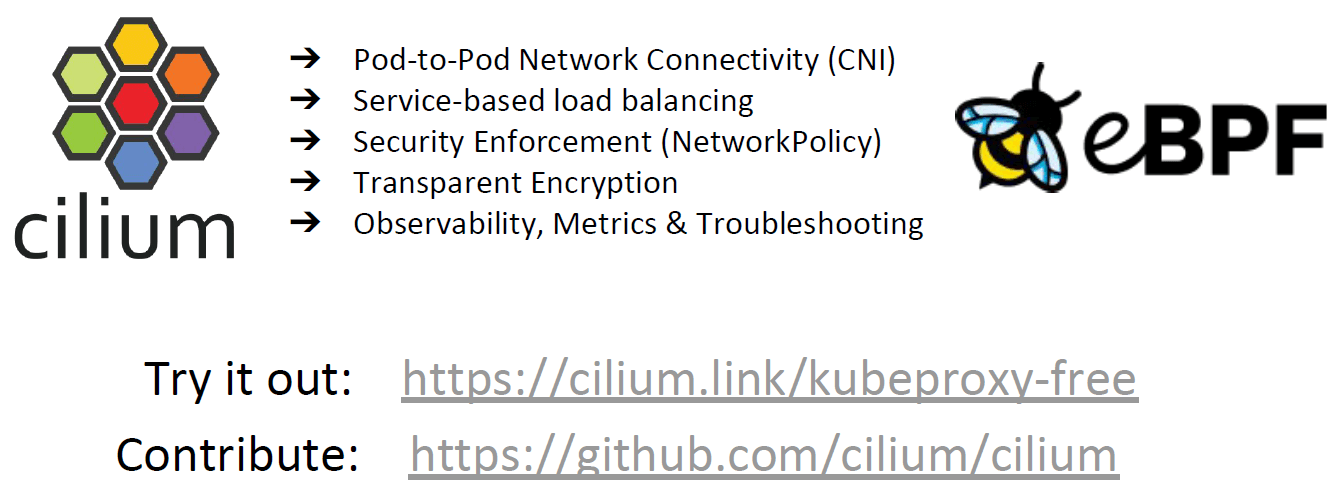 cilium
➔ Pod-to-Pod Network Connectivity (CNI)
➔ Service-based load balancing
➔ Security Enforcement (NetworkPolicy)
➔ Transparent Encryption
➔ Observability, Metrics & Troubleshooting
eBPF
Try it out: https://cilium.link/kubeproxy-free
Contribute: https://github.com/cilium/cilium